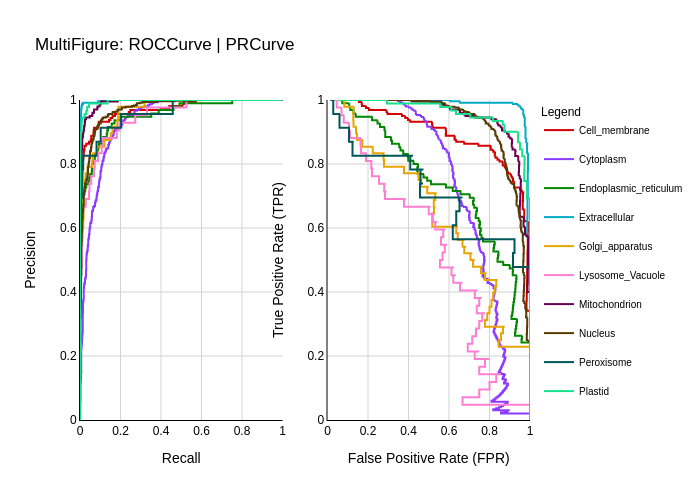 MultiFigure: ROCCurve | PRCurve
Precision
1
0.8
0.6
0.4
0.2
0
0 0.2 0.4 0.6 0.8 1
Recall
True Positive Rate (TPR)
1
0.8
0.6
0.4
0.2
0
0 0.2 0.4 0.6 0.8 1
False Positive Rate (FPR)
Legend
Cell_membrane
Cytoplasm
Endoplasmic_reticulum
Extracellular
Golgi_apparatus
Lysosome_Vacuole
Mitochondrion
Nucleus
Peroxisome
Plastid